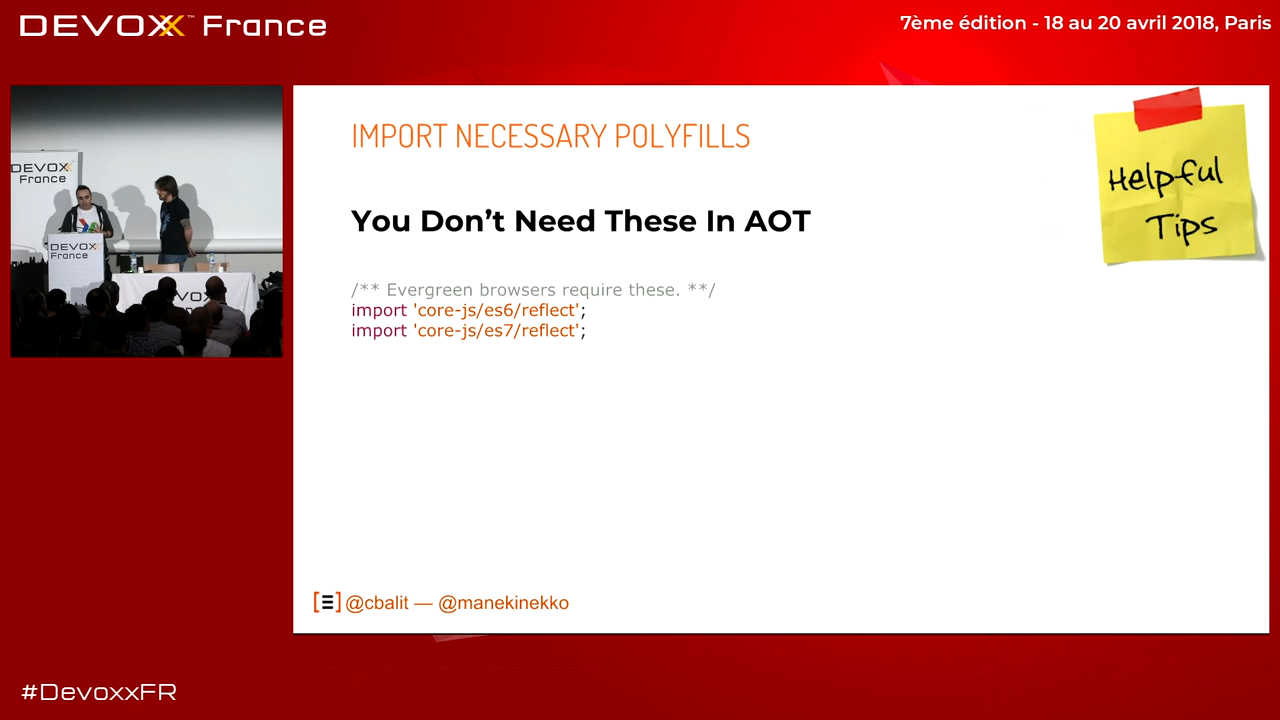 DEVOXX™ France
7ème édition - 18 au 20 avril 2018, Paris
DEVOXX
France
DEVOXX
France
IMPORT NECESSARY POLYFILLS
Helpful
Tips
You Don’t Need These In AOT
/** Evergreen browsers require these. **/
import 'core-js/es6/reflect';
import 'core-js/es7/reflect';
@cbalit — @manekinekko
#DevoxxFR